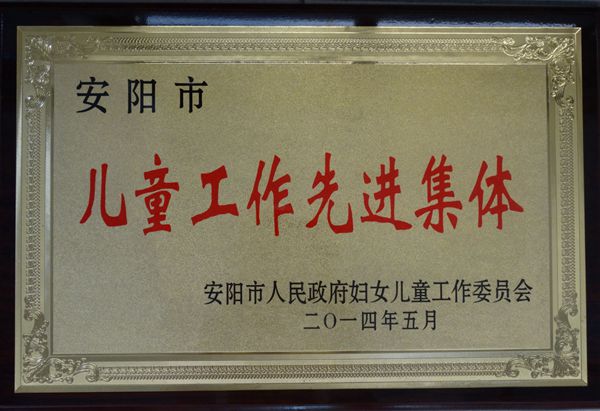 安阳市
儿童工作先进集体
安阳市人民政府妇女儿童工作委员会
二〇一四年五月